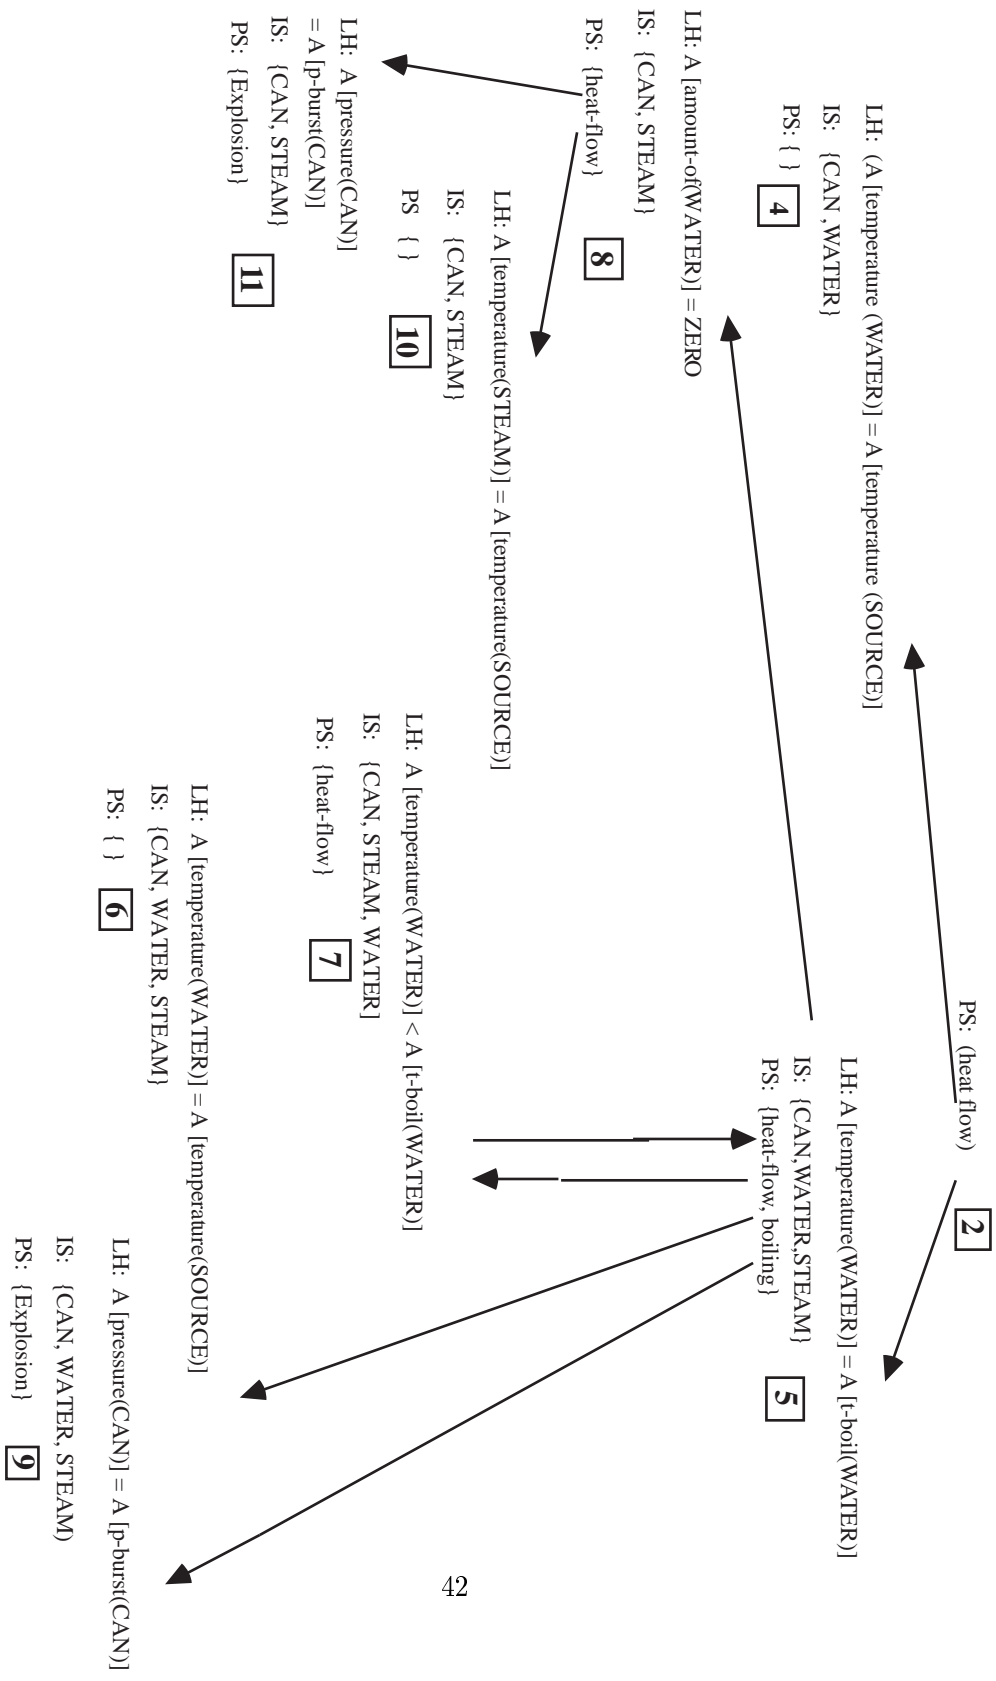 PS: (heat flow)
2
LH: (A [temperature (WATER)] = A [temperature (SOURCE)]
IS: {CAN ,WATER}
PS: { }
4
LH: A [temperature(WATER)] = A [t-boil(WATER)]
IS: {CAN,WATER,STEAM}
PS: {heat-flow, boiling}
5
LH: A [amount-of(WATER)] = ZERO
IS: {CAN, STEAM}
PS: {heat-flow}
8
LH: A [temperature(STEAM)] = A [temperature(SOURCE)]
IS: {CAN, STEAM}
PS { }
10
LH: A [temperature(WATER)] < A [t-boil(WATER)]
IS: {CAN, STEAM, WATER]
PS: {heat-flow}
7
LH: A [pressure(CAN)]
= A [p-burst(CAN)]
IS: {CAN, STEAM}
PS: {Explosion}
11
LH: A [temperature(WATER)] = A [temperature(SOURCE)]
IS: {CAN, WATER, STEAM}
PS: { }
6
LH: A [pressure(CAN)] = A [p-burst(CAN)]
IS: {CAN, WATER, STEAM)
PS: {Explosion}
9
42